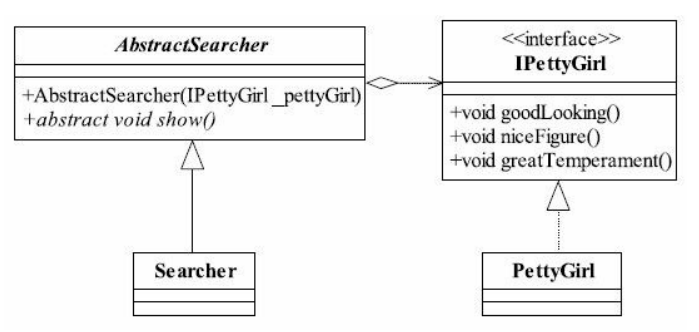 AbstractSearcher
+AbstractSearcher(IPettyGirl _pettyGirl)
+abstract void show()
<<interface>>
IPettyGirl
+void goodLooking()
+void niceFigure()
+void greatTemperament()
Searcher
PettyGirl